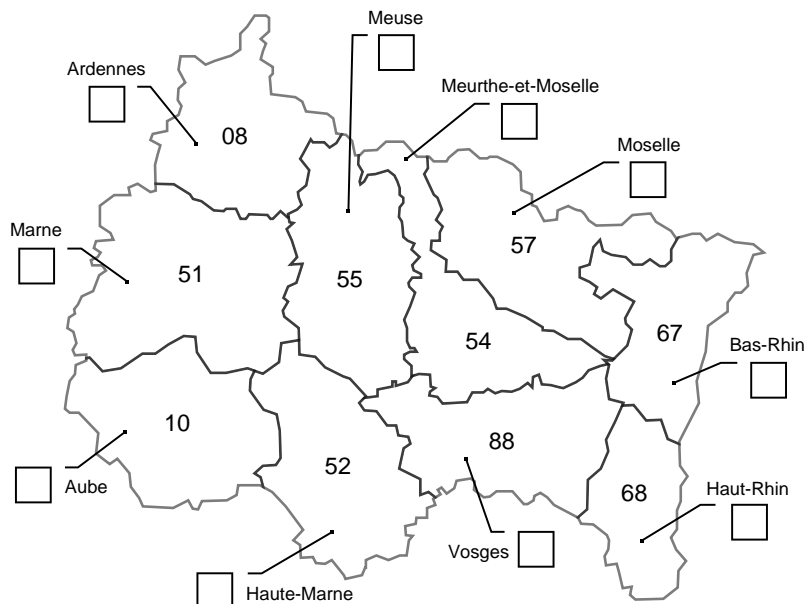 Meuse
Ardennes
Meurthe-et-Moselle
08
Moselle
Marne
57
51
55
67
54
Bas-Rhin
10
88
52
Aube
68
Haut-Rhin
Vosges
Haute-Marne